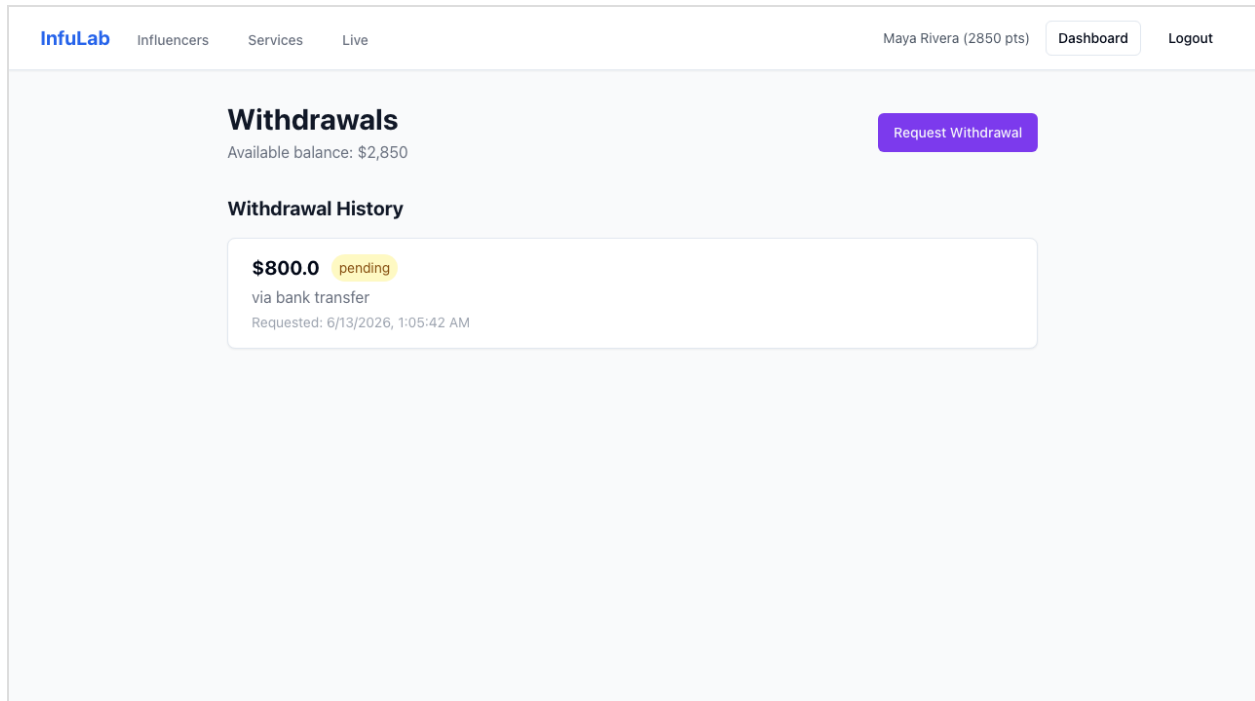 InfuLab Influencers Services Live Maya Rivera (2850 pts) Dashboard Logout
Withdrawals
Request Withdrawal
Available balance: $2,850
Withdrawal History
$800.0 pending
via bank transfer
Requested: 6/13/2026, 1:05:42 AM